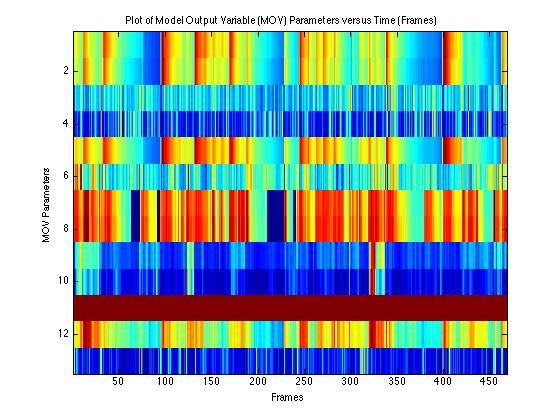 Plot of Model Output Variable (MOV) Parameters versus Time (Frames)
2
4
6
8
10
12
MOV Parameters
50 100 150 200 250 300 350 400 450
Frames